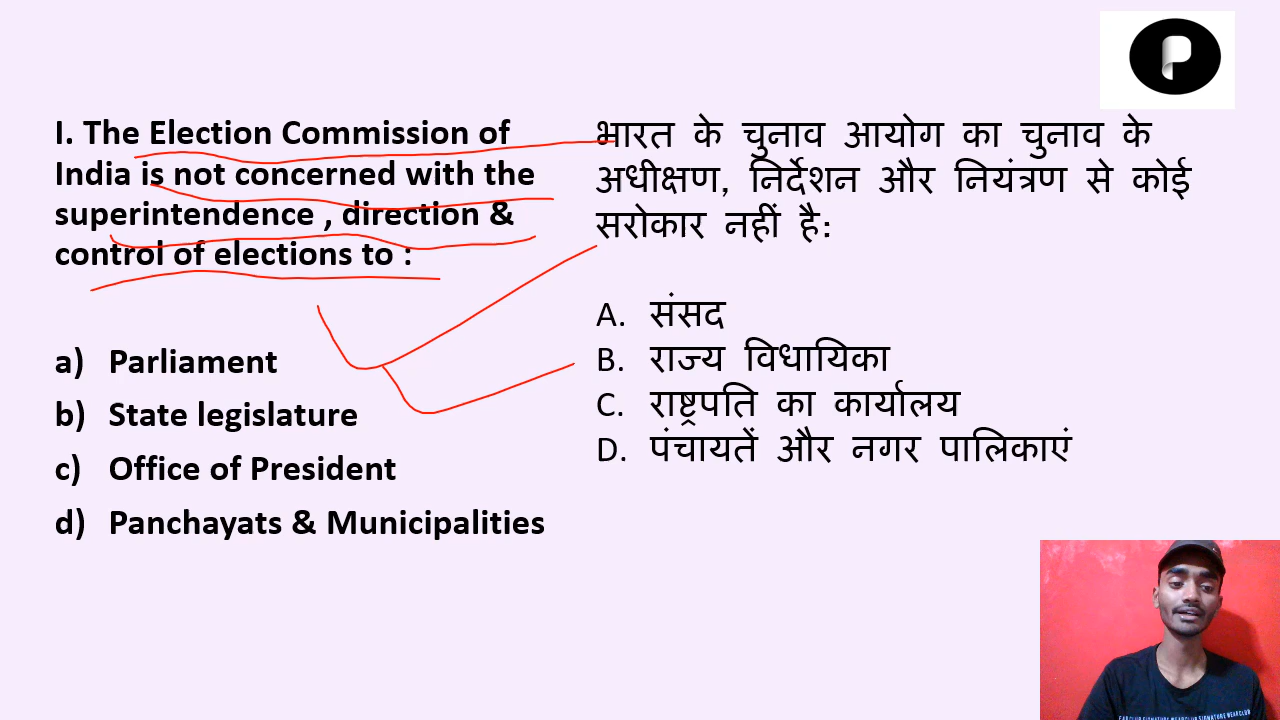 I. The Election Commission of
India is not concerned with the
superintendence , direction &
control of elections to :
a) Parliament
b) State legislature
c) Office of President
d) Panchayats & Municipalities
भारत के चुनाव आयोग का चुनाव के
अधीक्षण, निर्देशन और नियंत्रण से कोई
सरोकार नहीं है:
A. संसद
B. राज्य विधायिका
C. राष्ट्रपति का कार्यालय
D. पंचायतें और नगर पालिकाएं
P